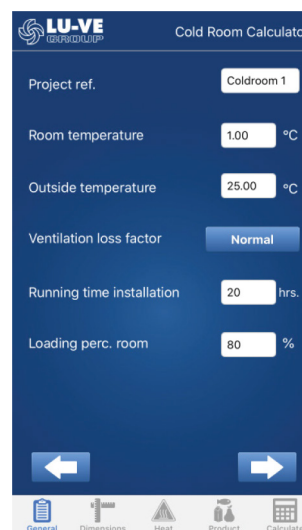 LU-VE
GROUP
Cold Room Calculato
Project ref.
Coldroom 1
Room temperature
1.00 °C
Outside temperature
25.00 °C
Ventilation loss factor
Normal
Running time installation
20 hrs.
Loading perc. room
80 %
General Dimensions Heat Product Calculate